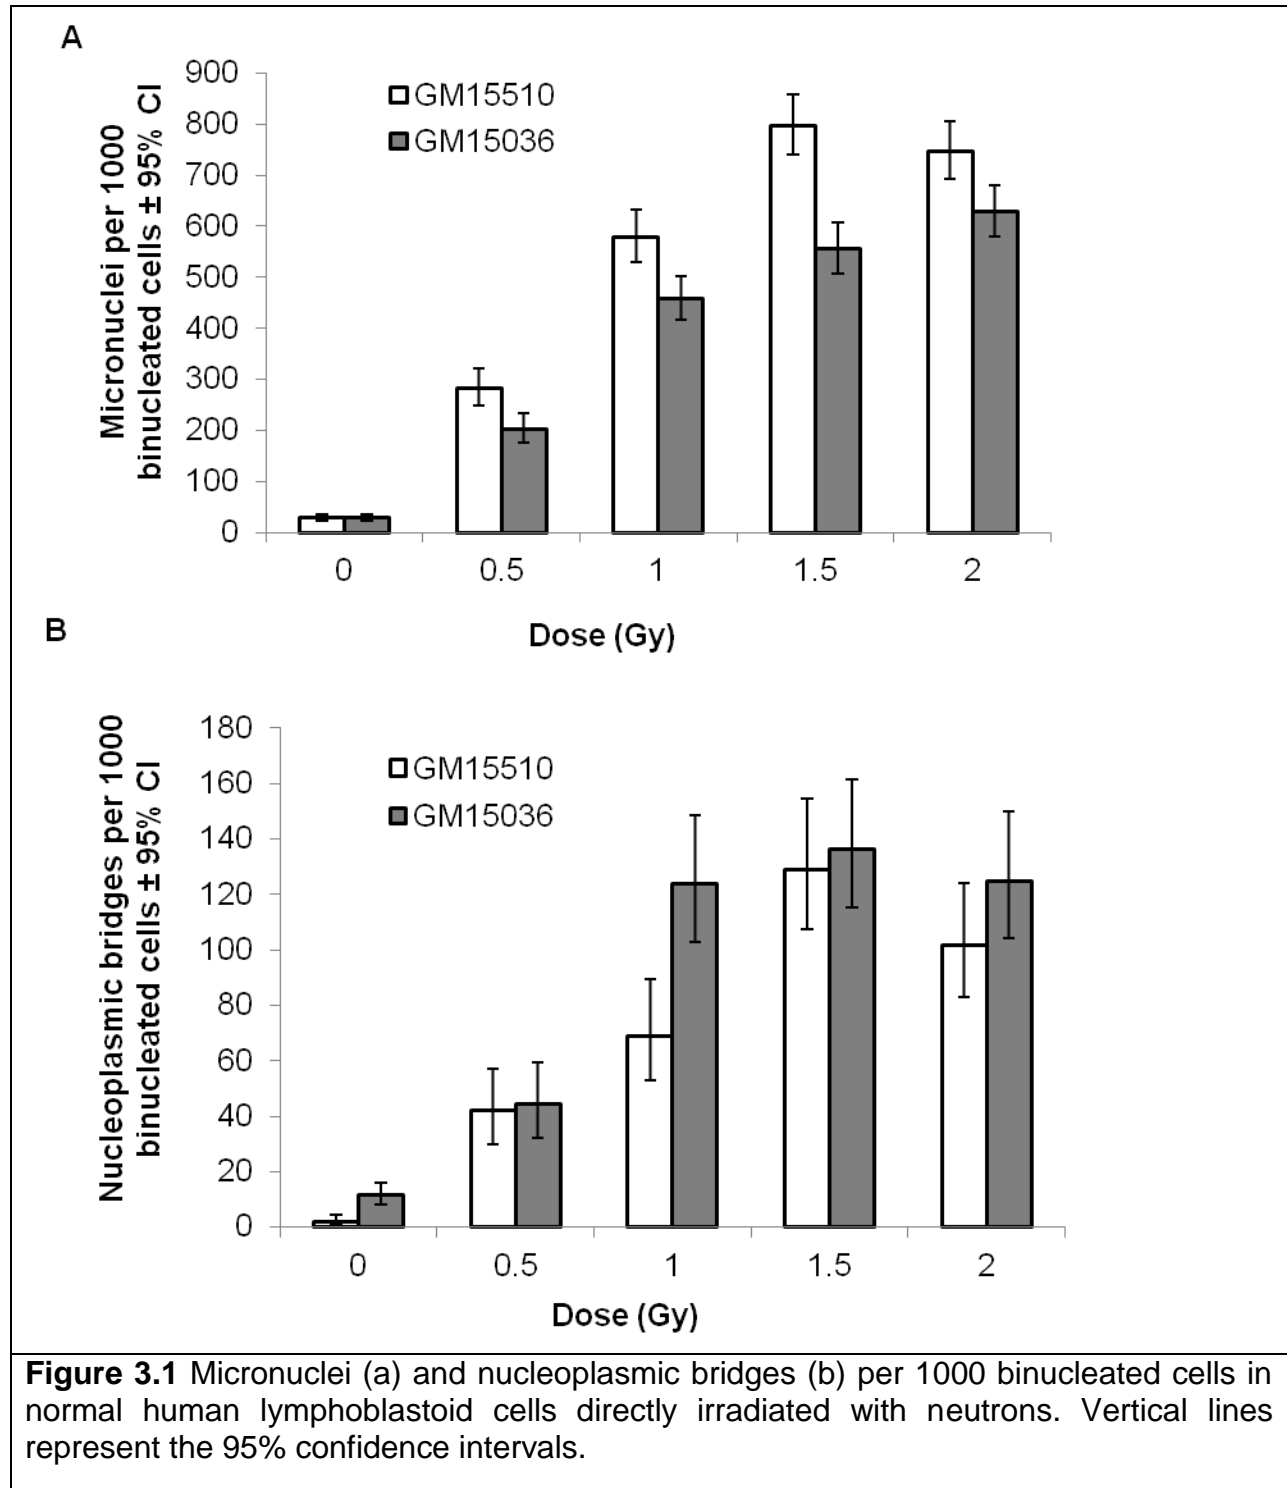 A
Micronuclei per 1000
binucleated cells ± 95% CI
900
800
700
600
500
400
300
200
100
0
GM15510
GM15036
0 0.5 1 1.5 2
Dose (Gy)
B
Nucleoplasmic bridges per 1000
binucleated cells ± 95% CI
180
160
140
120
100
80
60
40
20
0
GM15510
GM15036
0 0.5 1 1.5 2
Dose (Gy)
Figure 3.1 Micronuclei (a) and nucleoplasmic bridges (b) per 1000 binucleated cells in
normal human lymphoblastoid cells directly irradiated with neutrons. Vertical lines
represent the 95% confidence intervals.